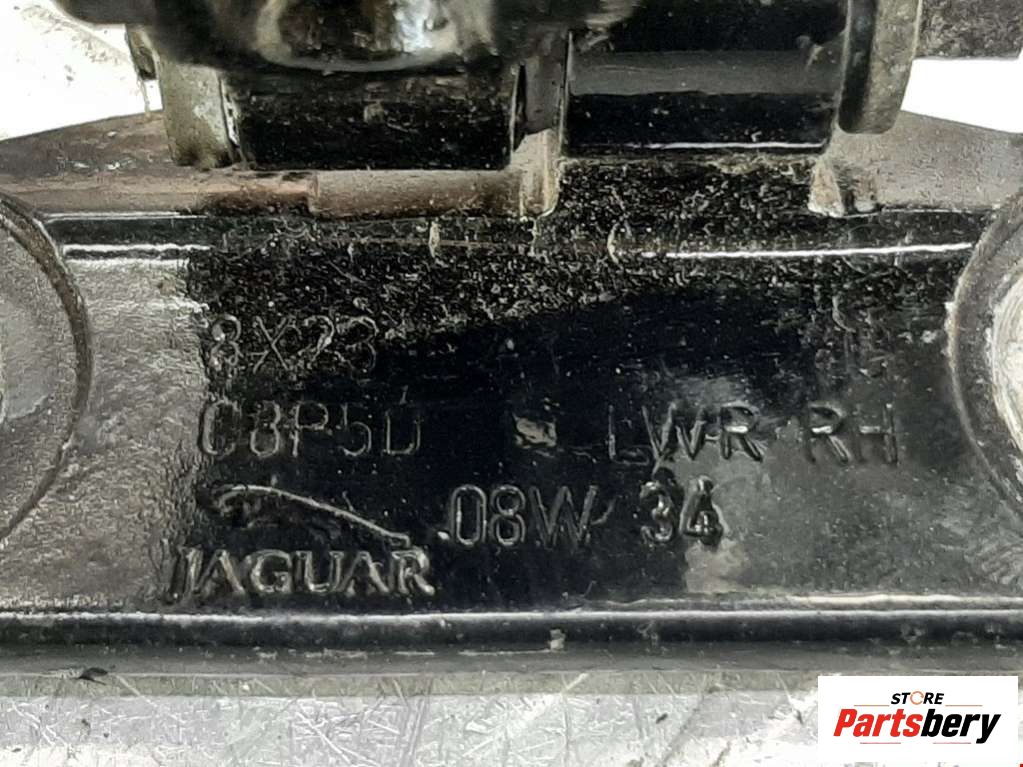 8X23
C8P5D LWR RH
08W 34
JAGUAR
STORE
Partsbery